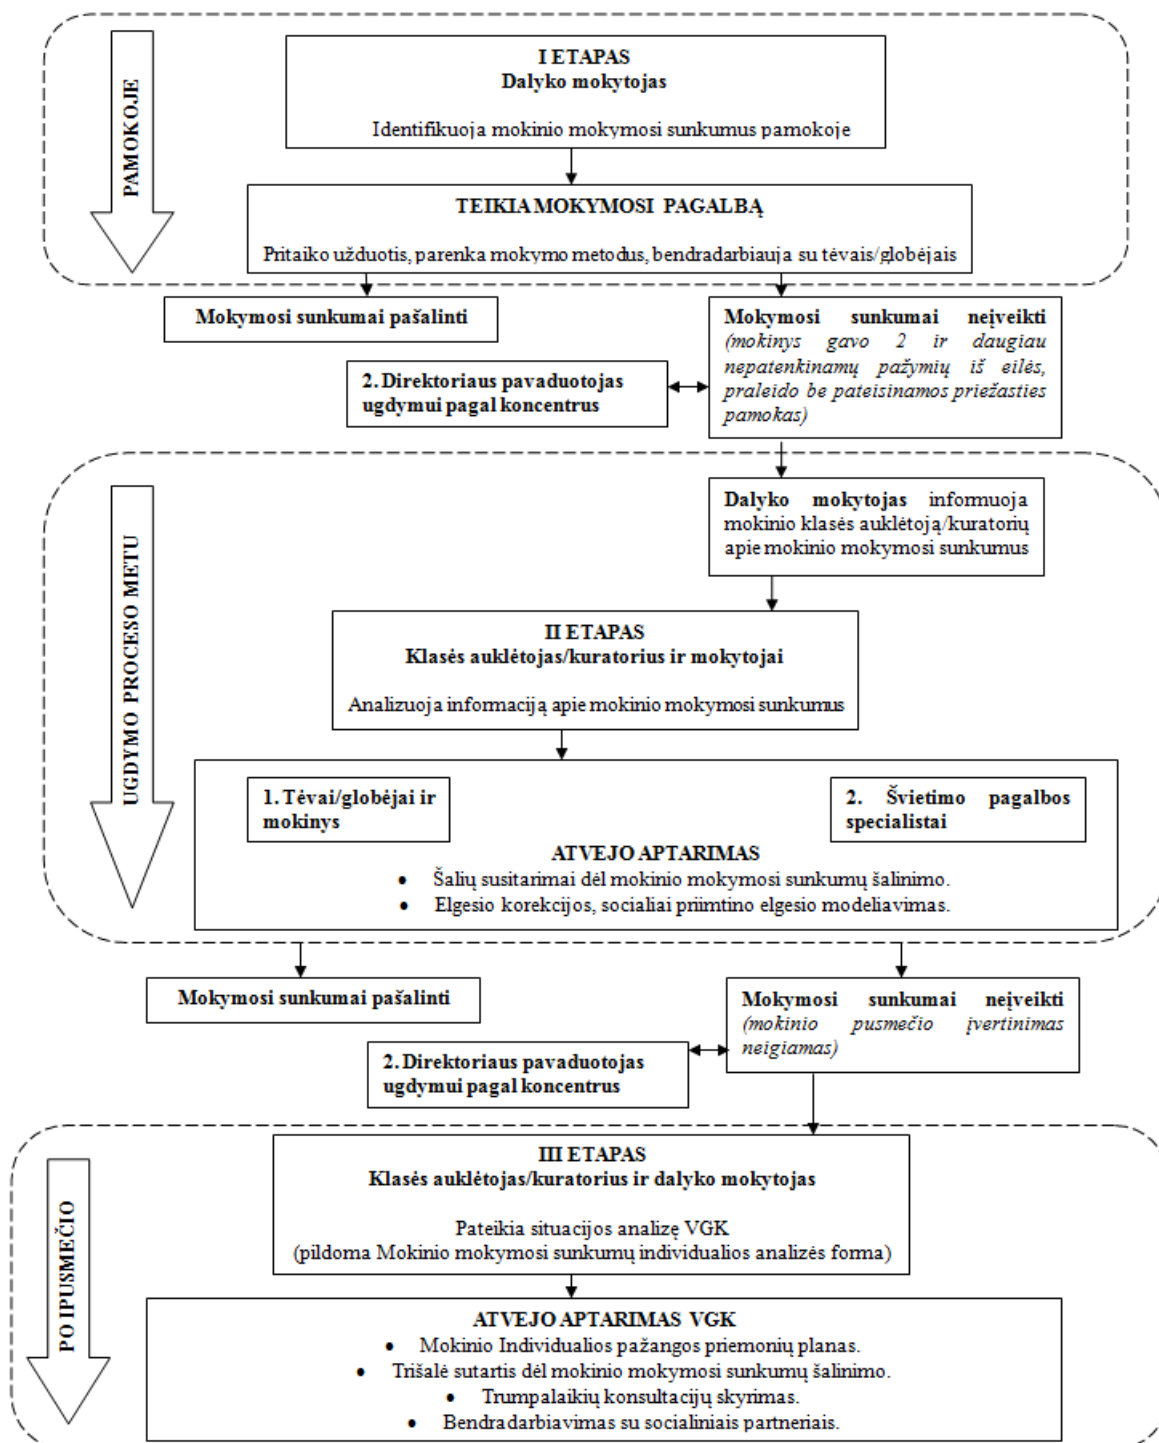 PAMOKOJE
I ETAPAS
Dalyko mokytojas
Identifikuoja mokinio mokymosi sunkumus pamokoje
TEIKIA MOKYMOSI PAGALBĄ
Pritaiko užduotis, parenka mokymo metodus, bendradarbiauja su tėvais/globėjais
Mokymosi sunkumai pašalinti
Mokymosi sunkumai neįveikti
(mokinys gavo 2 ir daugiau
nepatenkinamų pažymių iš eilės,
praleido be pateisinamos priežasties
pamokas)
2. Direktoriaus pavaduotojas
ugdymui pagal koncentrus
UGDYMO PROCESO METU
Dalyko mokytojas informuoja
mokinio klasės auklėtoją/kuratorių
apie mokinio mokymosi sunkumus
II ETAPAS
Klasės auklėtojas/kuratorius ir mokytojai
Analizuoja informaciją apie mokinio mokymosi sunkumus
1. Tėvai/globėjai ir
mokinys
2. Švietimo pagalbos
specialistai
ATVEJO APTARIMAS
• Šalių susitarimai dėl mokinio mokymosi sunkumų šalinimo.
• Elgesio korekcijos, socialiai priimtino elgesio modeliavimas.
Mokymosi sunkumai pašalinti
Mokymosi sunkumai neįveikti
(mokinio pusmečio įvertinimas
neigiamas)
2. Direktoriaus pavaduotojas
ugdymui pagal koncentrus
PO I PUSMEČIO
III ETAPAS
Klasės auklėtojas/kuratorius ir dalyko mokytojas
Pateikia situacijos analizę VGK
(pildoma Mokinio mokymosi sunkumų individualios analizės forma)
ATVEJO APTARIMAS VGK
• Mokinio Individualios pažangos priemonių planas.
• Trišalė sutartis dėl mokinio mokymosi sunkumų šalinimo.
• Trumpalaikių konsultacijų skyrimas.
• Bendradarbiavimas su socialiniais partneriais.